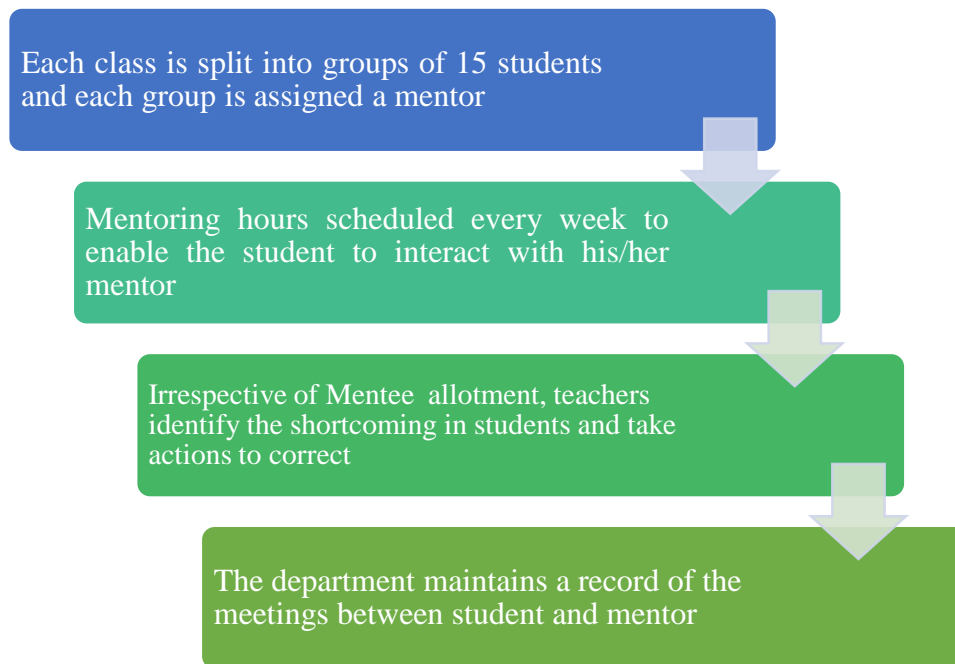 Each class is split into groups of 15 students
and each group is assigned a mentor
Mentoring hours scheduled every week to
enable the student to interact with his/her
mentor
Irrespective of Mentee allotment, teachers
identify the shortcoming in students and take
actions to correct
The department maintains a record of the
meetings between student and mentor